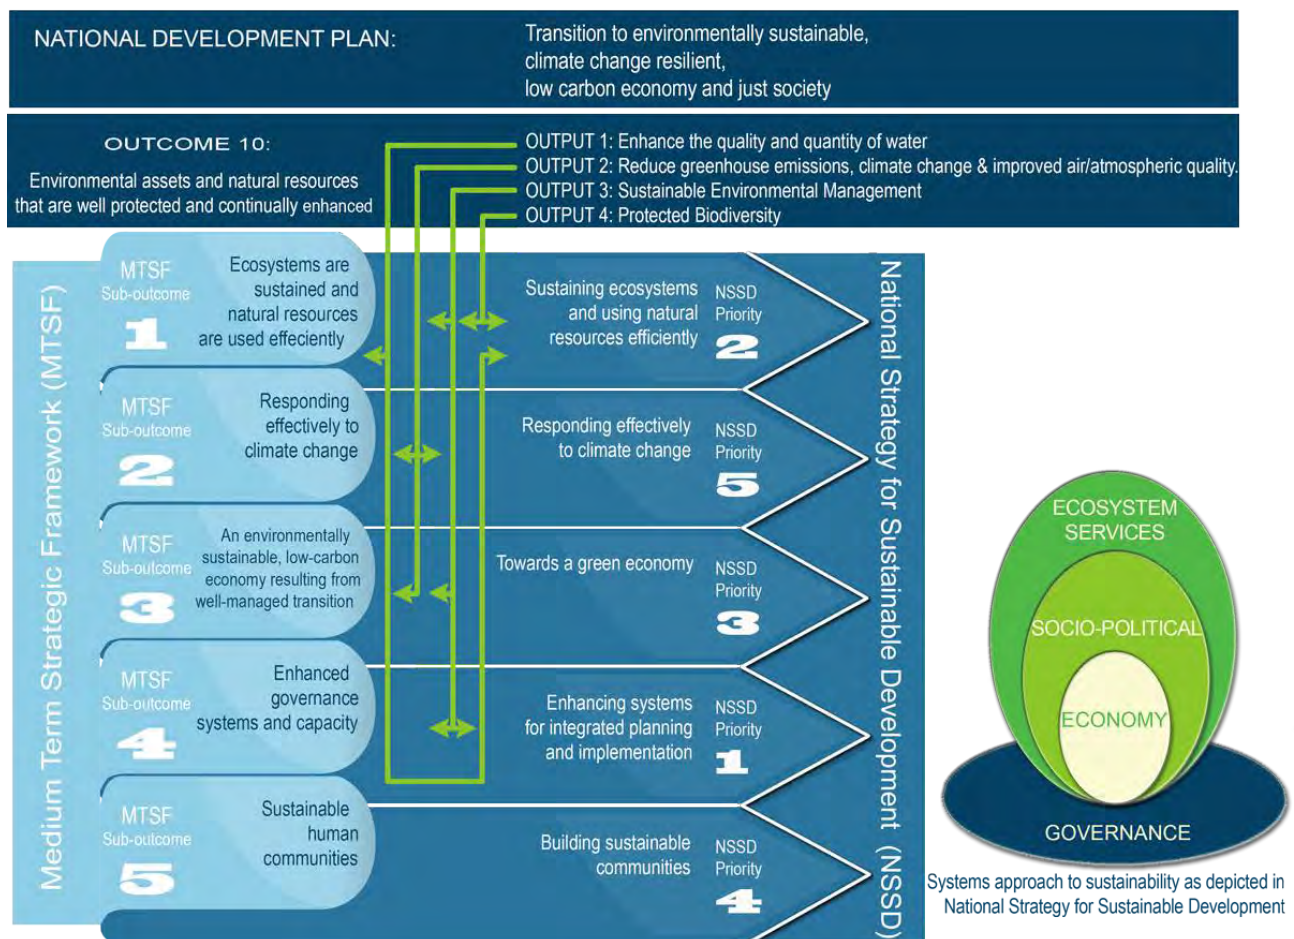 NATIONAL DEVELOPMENT PLAN:
Transition to environmentally sustainable,
climate change resilient,
low carbon economy and just society
OUTCOME 10:
Environmental assets and natural resources
that are well protected and continually enhanced
OUTPUT 1: Enhance the quality and quantity of water
OUTPUT 2: Reduce greenhouse emissions, climate change & improved air/atmospheric quality.
OUTPUT 3: Sustainable Environmental Management
OUTPUT 4: Protected Biodiversity
Medium Term Strategic Framework (MTSF)
MTSF
Sub-outcome
1
Ecosystems are
sustained and
natural resources
are used effeciently
Sustaining ecosystems
and using natural
resources efficiently
NSSD
Priority
2
MTSF
Sub-outcome
2
Responding
effectively to
climate change
Responding effectively
to climate change
NSSD
Priority
5
MTSF
Sub-outcome
3
An environmentally
sustainable, low-carbon
economy resulting from
well-managed transition
Towards a green economy
NSSD
Priority
3
MTSF
Sub-outcome
4
Enhanced
governance
systems and capacity
Enhancing systems
for integrated planning
and implementation
NSSD
Priority
1
MTSF
Sub-outcome
5
Sustainable
human
communities
Building sustainable
communities
NSSD
Priority
4
National Strategy for Sustainable Development (NSSD)
ECOSYSTEM
SERVICES
SOCIO-POLITICAL
ECONOMY
GOVERNANCE
Systems approach to sustainability as depicted in
National Strategy for Sustainable Development